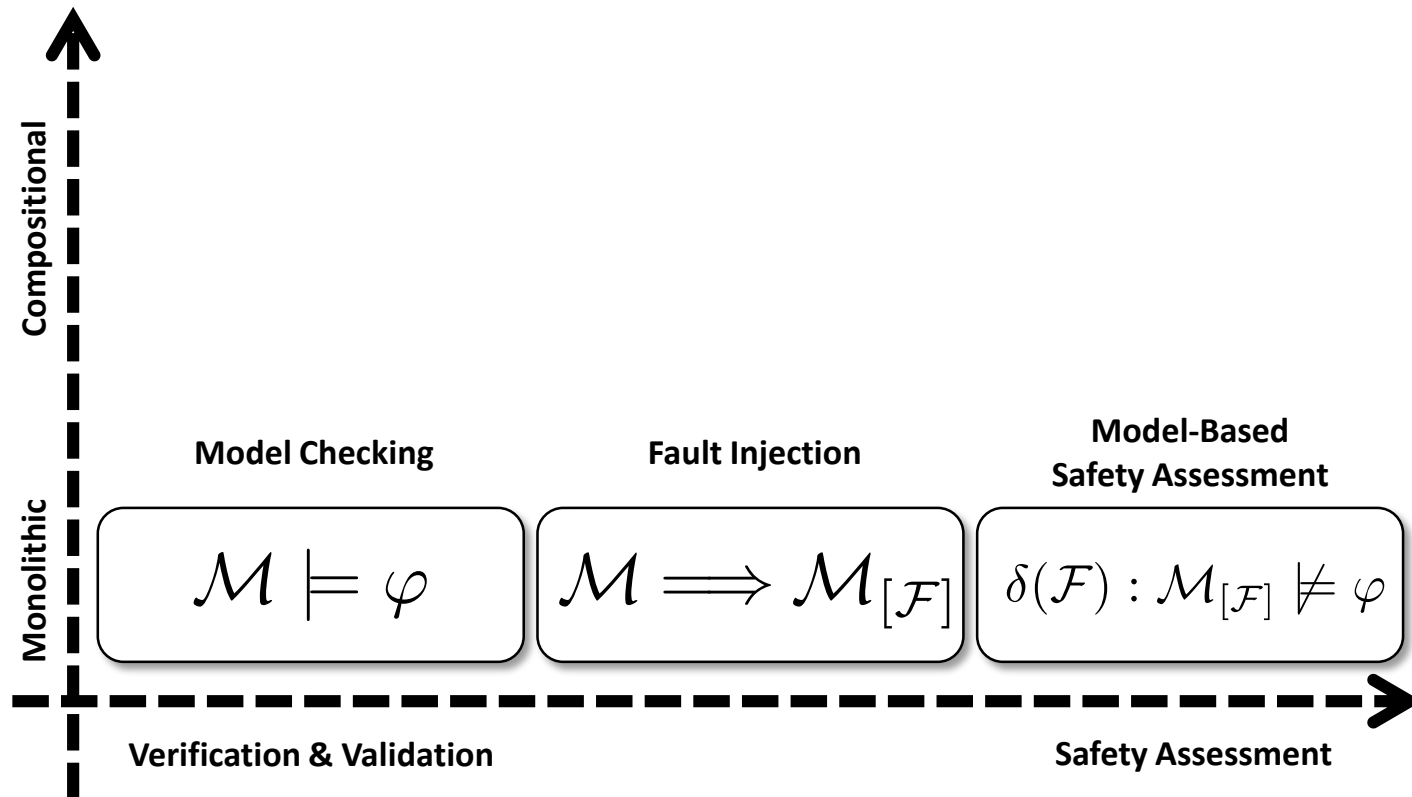 Compositional
Model Checking
Fault Injection
Model-Based
Safety Assessment
Monolithic
ℳ ⊨ φ
ℳ ⟹ ℳ[ℱ]
δ(ℱ) : ℳ[ℱ] ⊭ φ
Verification & Validation
Safety Assessment